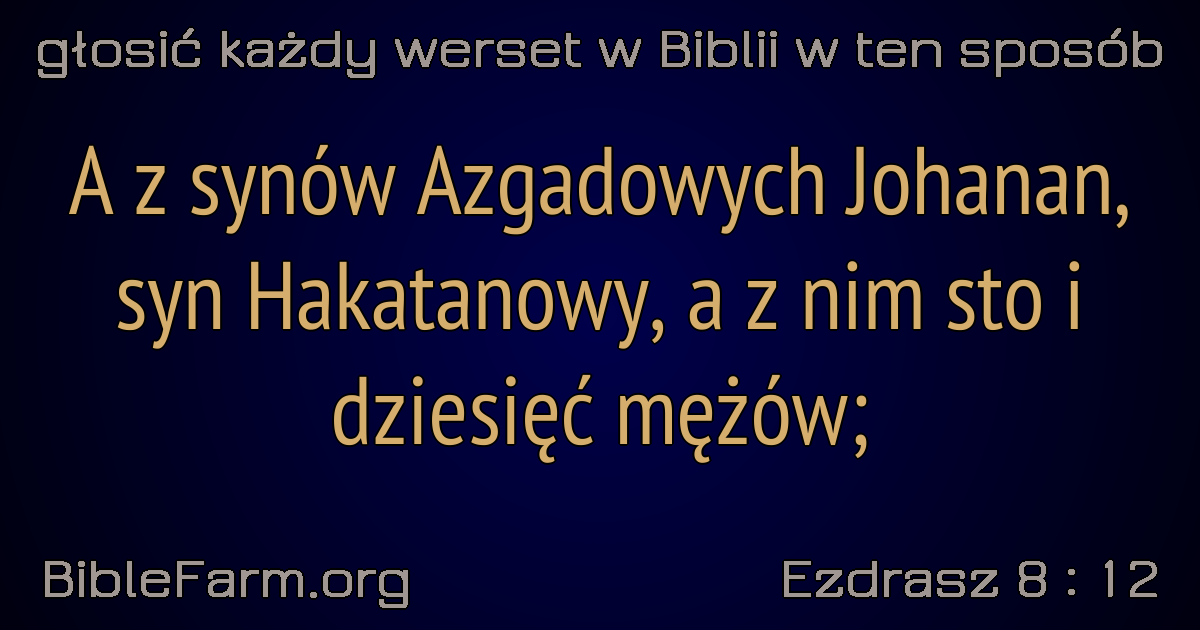 głosić każdy werset w Biblii w ten sposób
A z synów Azgadowych Johanan,
syn Hakatanowy, a z nim sto i
dziesięć mężów;
BibleFarm.org
Ezdrasz 8 : 12